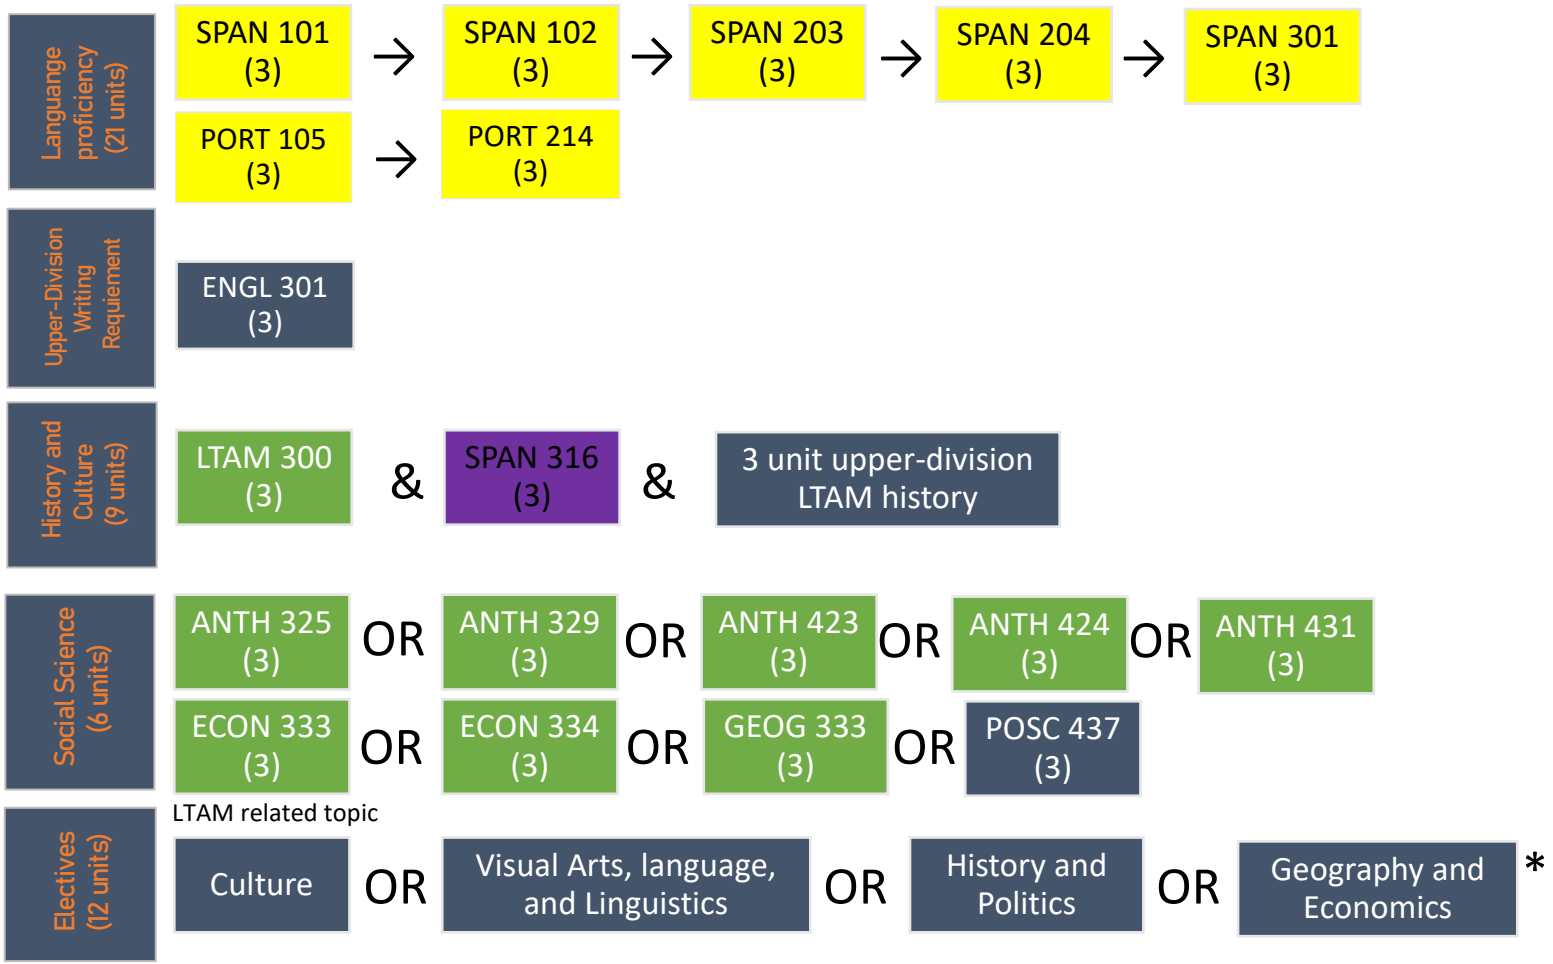 Languange
proficiency
(21 units)
SPAN 101
(3)
→
SPAN 102
(3)
→
SPAN 203
(3)
→
SPAN 204
(3)
→
SPAN 301
(3)
PORT 105
(3)
→
PORT 214
(3)
Upper-Division
Writing
Requiement
ENGL 301
(3)
History and
Culture
(9 units)
LTAM 300
(3)
&
SPAN 316
(3)
&
3 unit upper-division
LTAM history
Social Science
(6 units)
ANTH 325
(3)
OR
ANTH 329
(3)
OR
ANTH 423
(3)
OR
ANTH 424
(3)
OR
ANTH 431
(3)
ECON 333
(3)
OR
ECON 334
(3)
OR
GEOG 333
(3)
OR
POSC 437
(3)
Electives
(12 units)
LTAM related topic
Culture
OR
Visual Arts, language,
and Linguistics
OR
History and
Politics
OR
Geography and
Economics
*